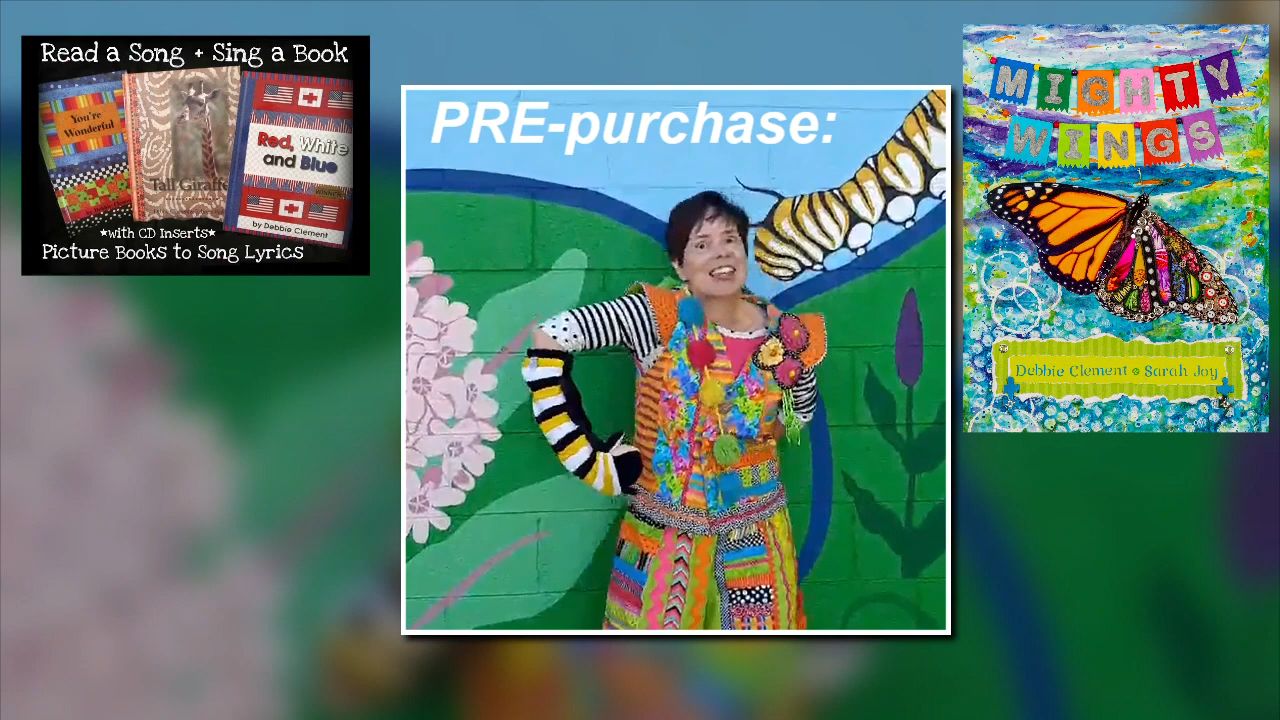 Read a Song + Sing a Book
You're
Wonderful
Tall Giraffe
Red, White
and Blue
by Debbie Clement
★with CD Inserts★
Picture Books to Song Lyrics
PRE-purchase:
MIGHTY
WINGS
Debbie Clement Sarah Joy